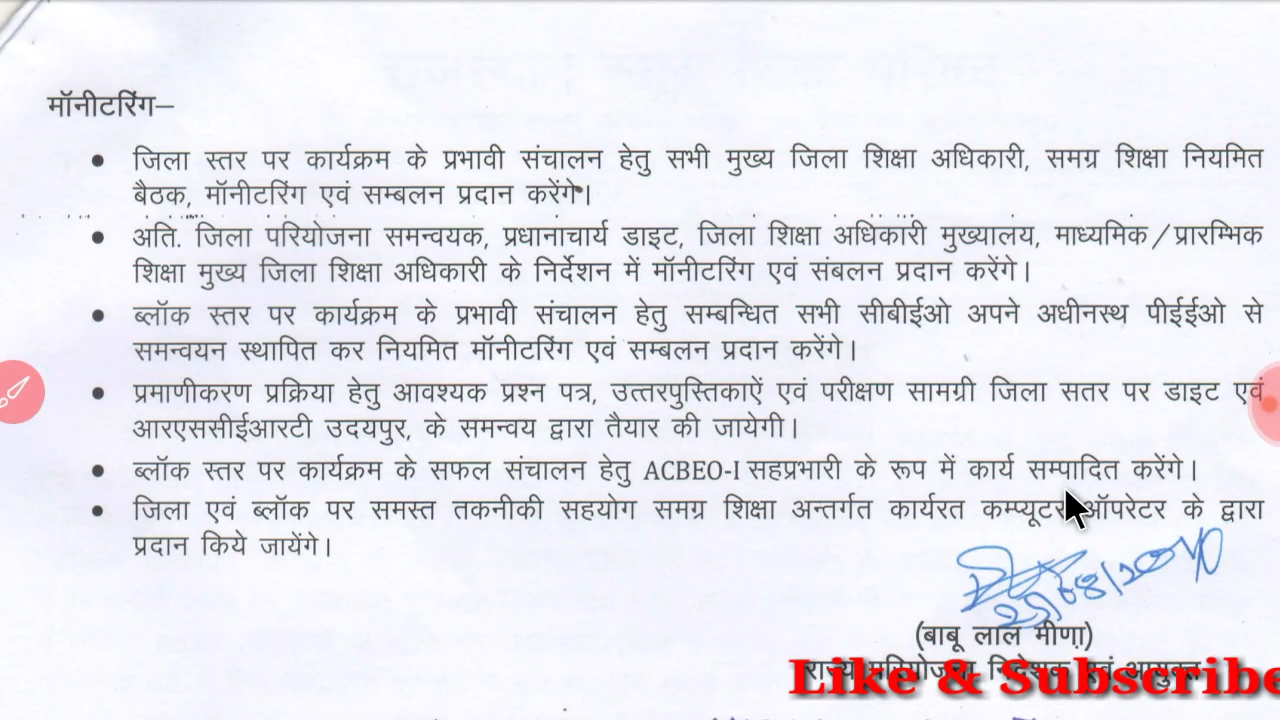 मॉनीटरिंग–
• जिला स्तर पर कार्यक्रम के प्रभावी संचालन हेतु सभी मुख्य जिला शिक्षा अधिकारी, समग्र शिक्षा नियमित
बैठक, मॉनीटरिंग एवं सम्बलन प्रदान करेंगे।
• अति. जिला परियोजना समन्वयक, प्रधानाचार्य डाइट, जिला शिक्षा अधिकारी मुख्यालय, माध्यमिक/प्रारम्भिक
शिक्षा मुख्य जिला शिक्षा अधिकारी के निर्देशन में मॉनीटरिंग एवं संबलन प्रदान करेंगे।
• ब्लॉक स्तर पर कार्यक्रम के प्रभावी संचालन हेतु सम्बन्धित सभी सीबीईओ अपने अधीनस्थ पीईईओ से
समन्वयन स्थापित कर नियमित मॉनीटरिंग एवं सम्बलन प्रदान करेंगे।
• प्रमाणीकरण प्रक्रिया हेतु आवश्यक प्रश्न पत्र, उत्तरपुस्तिकाऐं एवं परीक्षण सामग्री जिला सतर पर डाइट एवं
आरएससीईआरटी उदयपुर, के समन्वय द्वारा तैयार की जायेगी।
• ब्लॉक स्तर पर कार्यक्रम के सफल संचालन हेतु ACBEO-I सहप्रभारी के रूप में कार्य सम्पादित करेंगे।
• जिला एवं ब्लॉक पर समस्त तकनीकी सहयोग समग्र शिक्षा अन्तर्गत कार्यरत कम्प्यूटर ऑपरेटर के द्वारा
प्रदान किये जायेंगे।
(बाबू लाल मीणा)
राज्य परियोजना निदेशक एवं आयुक्त
Like & Subscribe